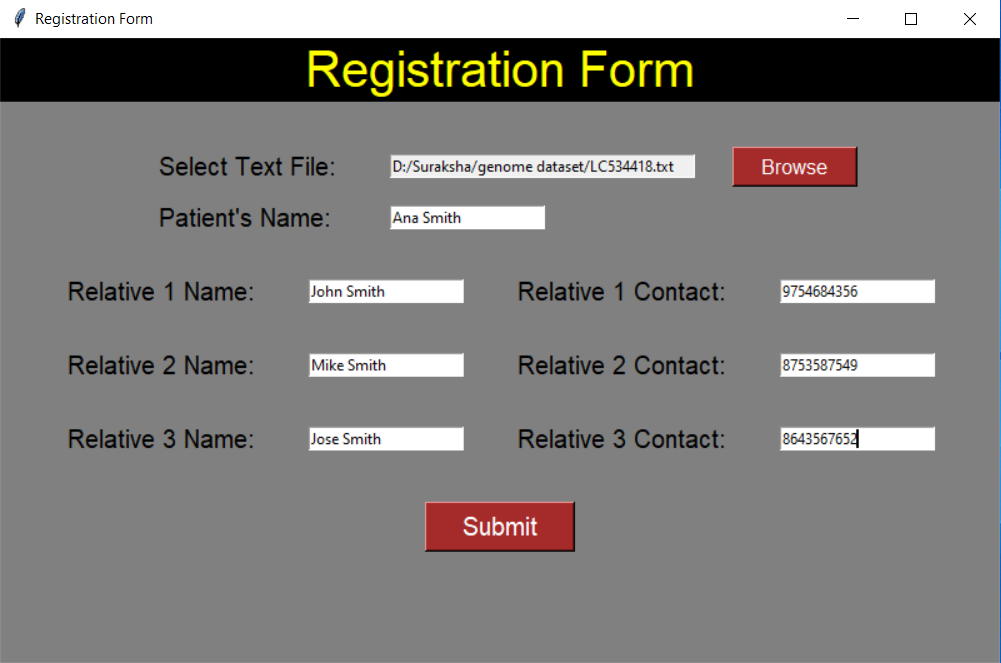 Registration Form
Registration Form
Select Text File: D:/Suraksha/genome dataset/LC534418.txt Browse
Patient's Name: Ana Smith
Relative 1 Name: John Smith Relative 1 Contact: 9754684356
Relative 2 Name: Mike Smith Relative 2 Contact: 8753587549
Relative 3 Name: Jose Smith Relative 3 Contact: 8643567652
Submit